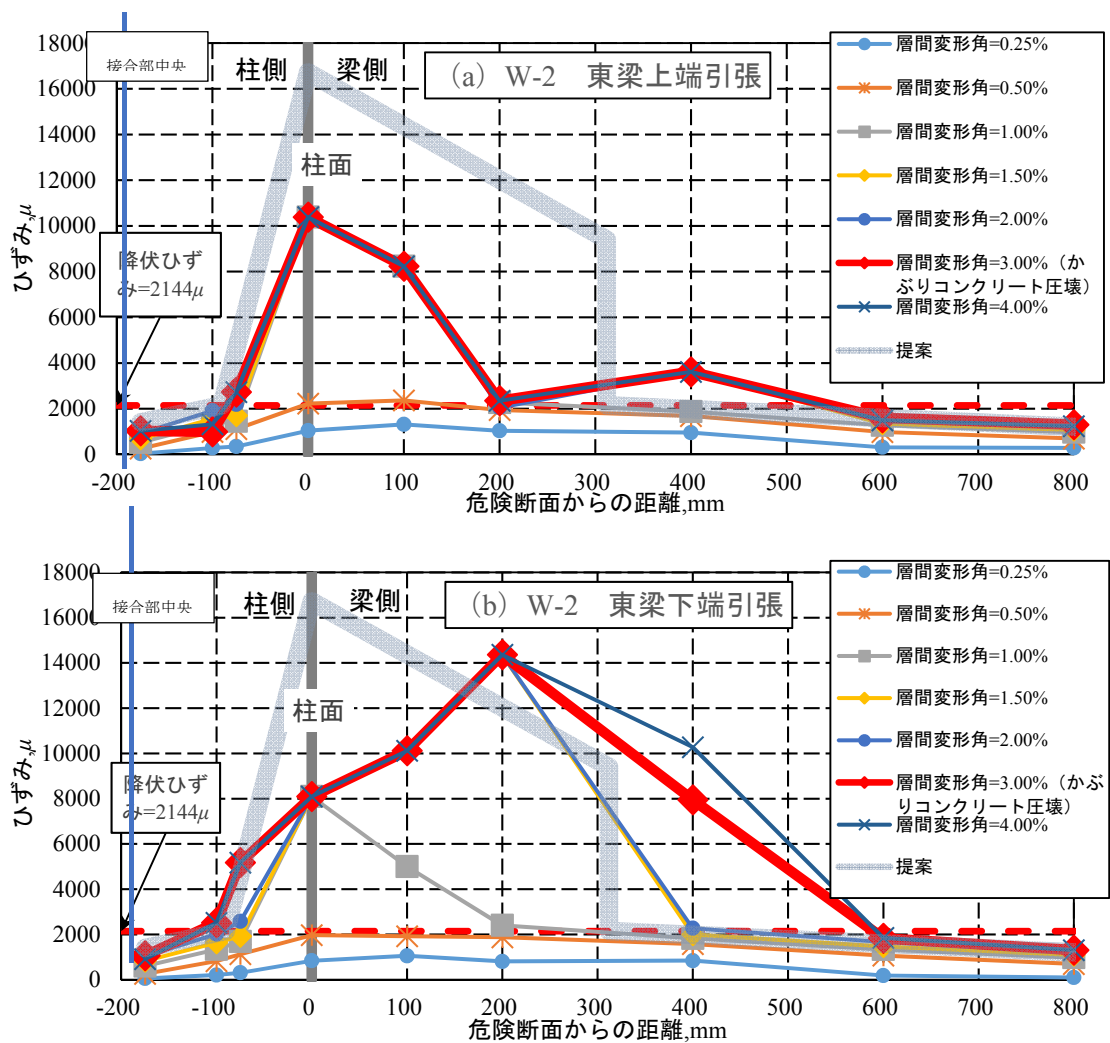 18000
16000
14000
12000
10000
8000
6000
4000
2000
0
ひずみ,μ
接合部中央
柱側
梁側
(a) W-2 東梁上端引張
柱面
降伏ひず
み=2144μ
-200
-100
0
100
200
300
400
500
600
700
800
危険断面からの距離,mm
層間変形角=0.25%
層間変形角=0.50%
層間変形角=1.00%
層間変形角=1.50%
層間変形角=2.00%
層間変形角=3.00%（か
ぶりコンクリート圧壊）
層間変形角=4.00%
提案
18000
16000
14000
12000
10000
8000
6000
4000
2000
0
ひずみ,μ
接合部中央
柱側
梁側
(b) W-2 東梁下端引張
柱面
降伏ひず
み=2144μ
-200
-100
0
100
200
300
400
500
600
700
800
危険断面からの距離,mm
層間変形角=0.25%
層間変形角=0.50%
層間変形角=1.00%
層間変形角=1.50%
層間変形角=2.00%
層間変形角=3.00%（かぶ
りコンクリート圧壊）
層間変形角=4.00%
提案